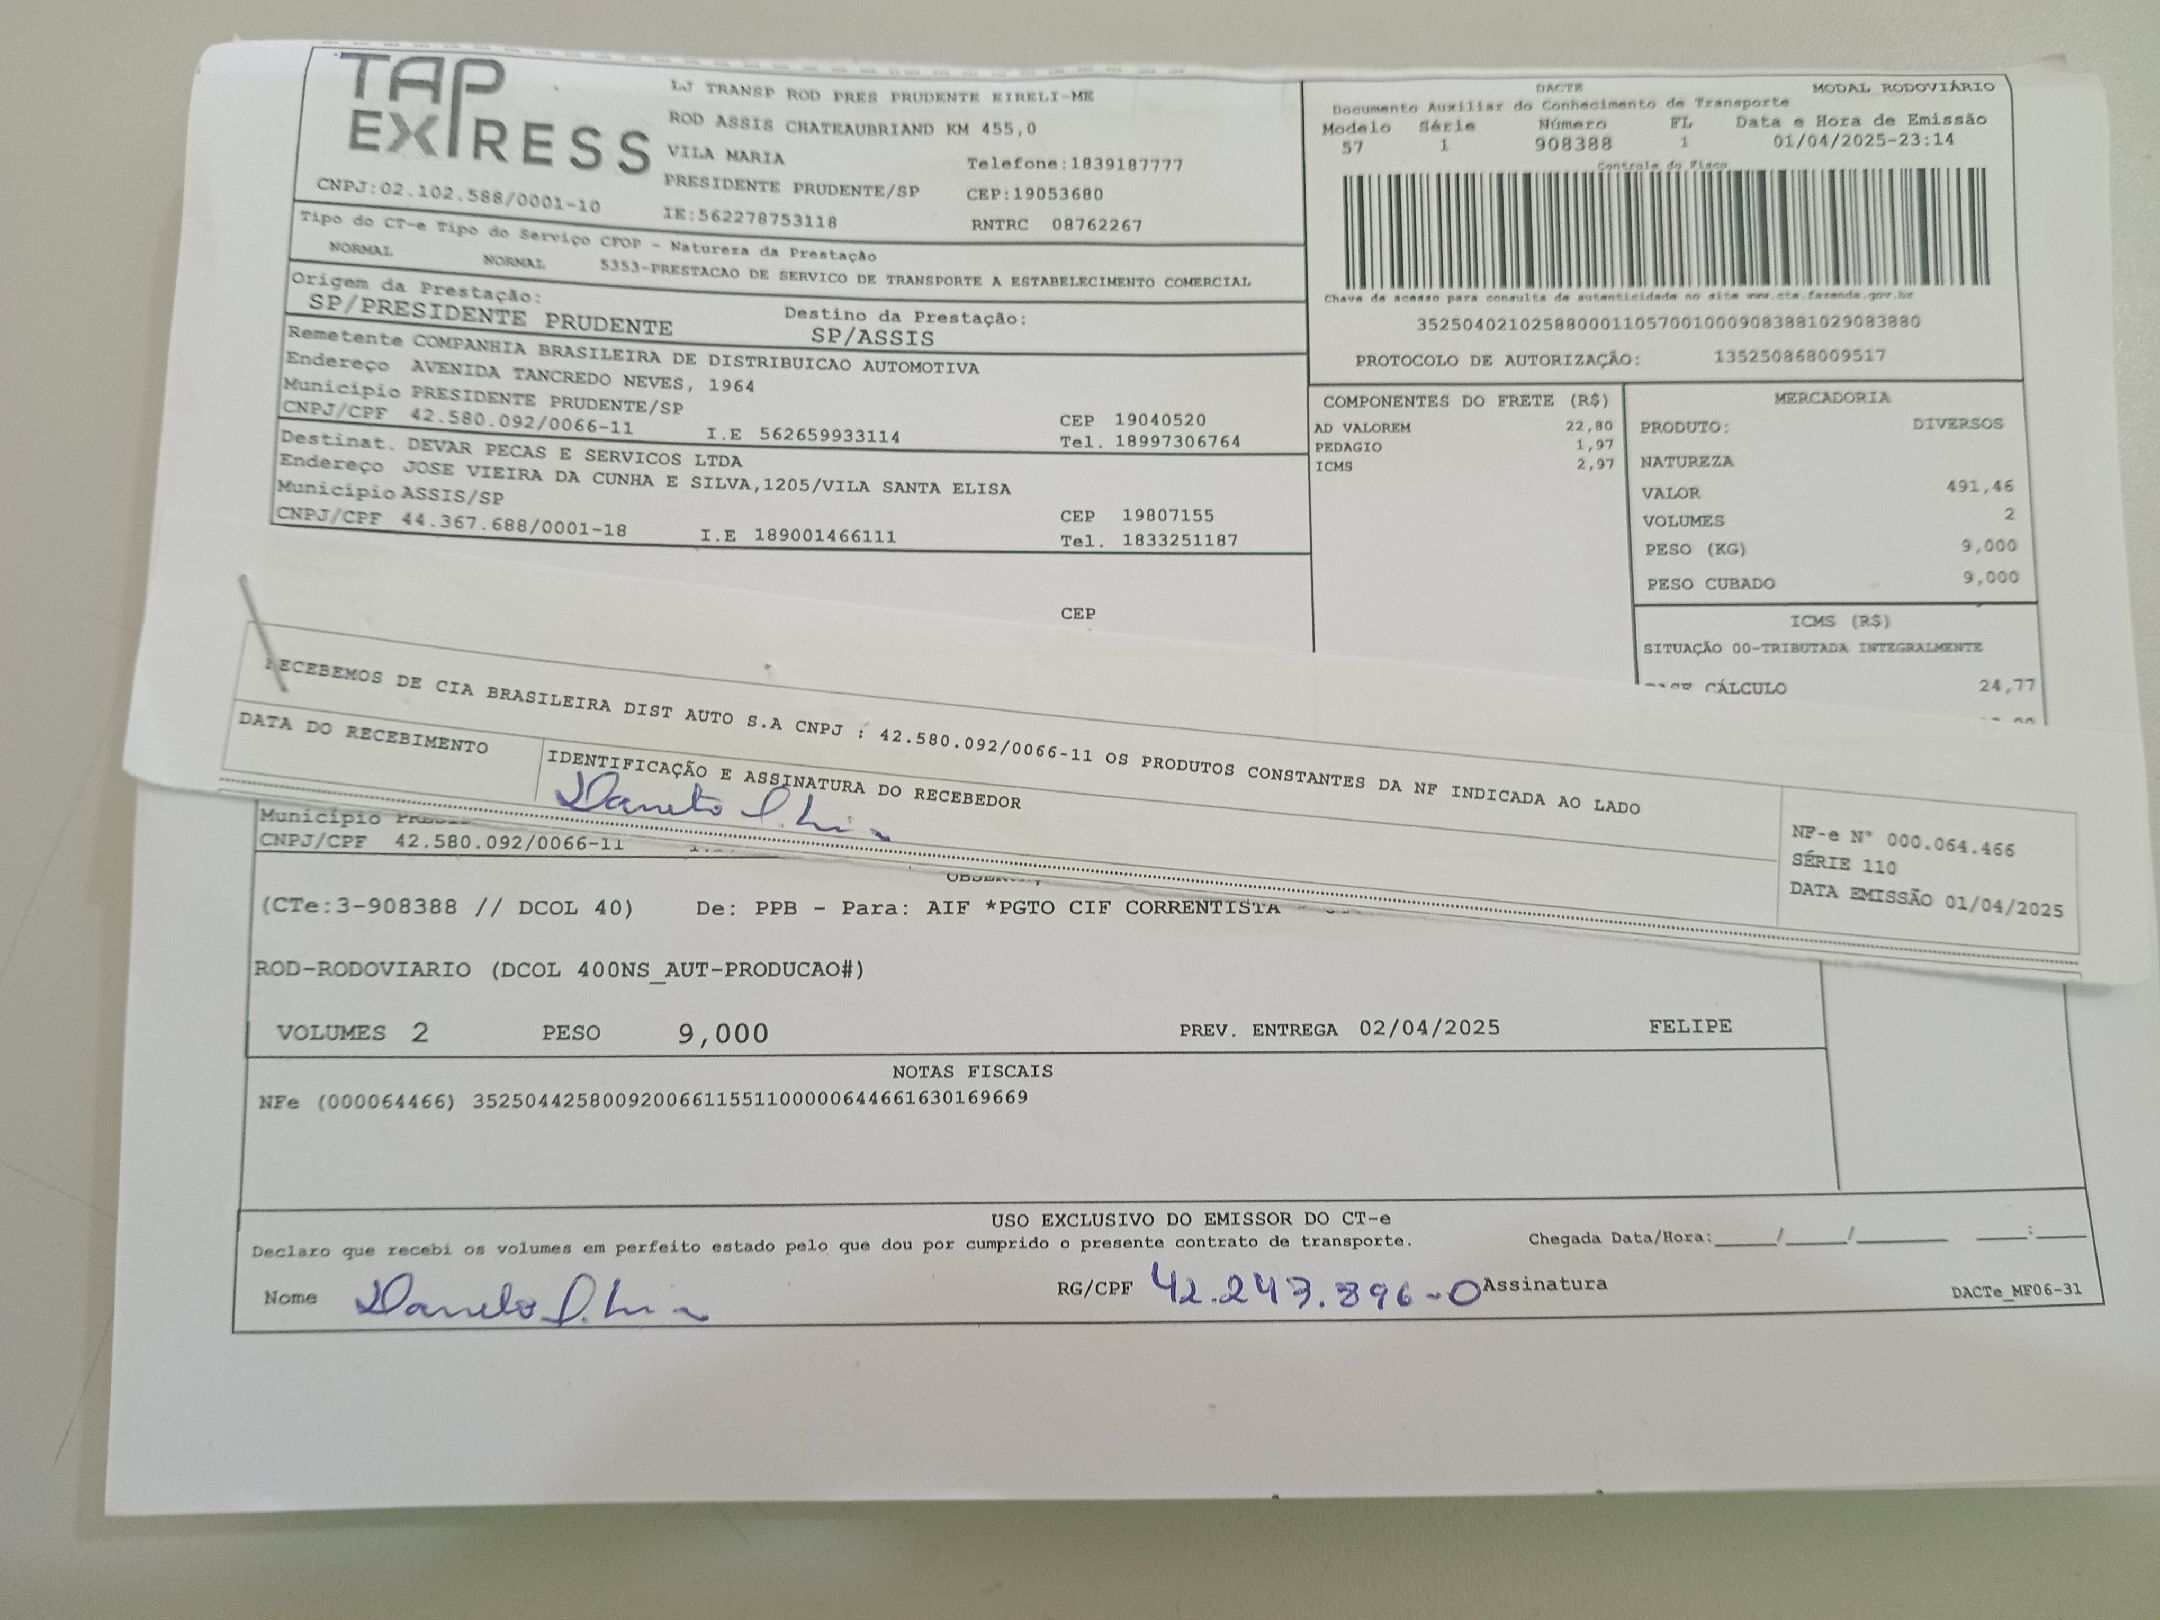 TAP
EXPRESS
LJ TRANSP ROD PRES PRUDENTE EIRELI-ME
ROD ASSIS CHATEAUBRIAND KM 455,0
VILA MARIA Telefone:1839187777
PRESIDENTE PRUDENTE/SP CEP:19053680
CNPJ:02.102.588/0001-10 IE:562278753118 RNTRC 08762267
Tipo do CT-e Tipo do Serviço CFOP - Natureza da Prestação
NORMAL NORMAL 5353-PRESTACAO DE SERVICO DE TRANSPORTE A ESTABELECIMENTO COMERCIAL
Origem da Prestação: Destino da Prestação:
SP/PRESIDENTE PRUDENTE SP/ASSIS
Remetente COMPANHIA BRASILEIRA DE DISTRIBUICAO AUTOMOTIVA
Endereço AVENIDA TANCREDO NEVES, 1964
Município PRESIDENTE PRUDENTE/SP CEP 19040520
CNPJ/CPF 42.580.092/0066-11 I.E 562659933114 Tel. 18997306764
Destinat. DEVAR PECAS E SERVICOS LTDA
Endereço JOSE VIEIRA DA CUNHA E SILVA,1205/VILA SANTA ELISA
Município ASSIS/SP CEP 19807155
CNPJ/CPF 44.367.688/0001-18 I.E 189001466111 Tel. 1833251187
CEP
DACTE MODAL RODOVIÁRIO
Documento Auxiliar do Conhecimento de Transporte
Modelo Série Número FL Data e Hora de Emissão
57 1 908388 1 01/04/2025-23:14
Controle do Fisco
Chave de acesso para consulta de autenticidade no site www.cte.fazenda.gov.br
35250402102588000110570010009083881029083880
PROTOCOLO DE AUTORIZAÇÃO: 135250868009517
COMPONENTES DO FRETE (R$)
AD VALOREM 22,80
PEDAGIO 1,97
ICMS 2,97
MERCADORIA
PRODUTO: DIVERSOS
NATUREZA
VALOR 491,46
VOLUMES 2
PESO (KG) 9,000
PESO CUBADO 9,000
ICMS (R$)
SITUAÇÃO 00-TRIBUTADA INTEGRALMENTE
CÁLCULO 24,77
RECEBEMOS DE CIA BRASILEIRA DIST AUTO S.A CNPJ : 42.580.092/0066-11 OS PRODUTOS CONSTANTES DA NF INDICADA AO LADO
DATA DO RECEBIMENTO IDENTIFICAÇÃO E ASSINATURA DO RECEBEDOR
NF-e N° 000.064.466
SÉRIE 110
DATA EMISSÃO 01/04/2025
Município
CNPJ/CPF 42.580.092/0066-11
(CTe:3-908388 // DCOL 40) De: PPB - Para: AIF *PGTO CIF CORRENTISTA
ROD-RODOVIARIO (DCOL 400NS_AUT-PRODUCAO#)
VOLUMES 2 PESO 9,000 PREV. ENTREGA 02/04/2025 FELIPE
NOTAS FISCAIS
NFe (000064466) 35250442580092006611551100000644661630169669
USO EXCLUSIVO DO EMISSOR DO CT-e
Declaro que recebi os volumes em perfeito estado pelo que dou por cumprido o presente contrato de transporte. Chegada Data/Hora:____/____/______ ___:___
Nome RG/CPF 42.247.396-0 Assinatura DACTe_MF06-31